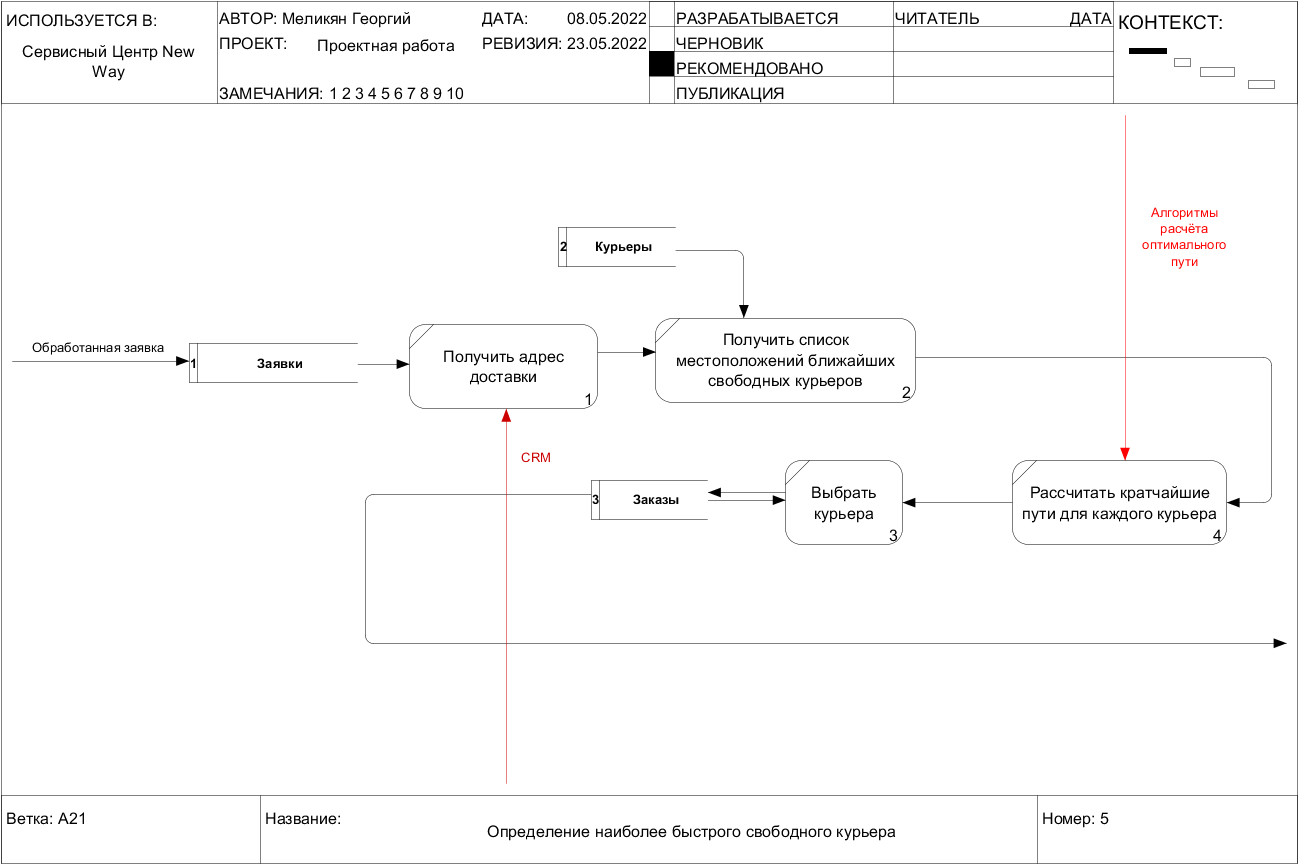 ИСПОЛЬЗУЕТСЯ В:
Сервисный Центр New
Way
АВТОР: Меликян Георгий
ДАТА: 08.05.2022
ПРОЕКТ: Проектная работа
РЕВИЗИЯ: 23.05.2022
ЗАМЕЧАНИЯ: 1 2 3 4 5 6 7 8 9 10
РАЗРАБАТЫВАЕТСЯ
ЧЕРНОВИК
РЕКОМЕНДОВАНО
ПУБЛИКАЦИЯ
ЧИТАТЕЛЬ ДАТА
КОНТЕКСТ:
Алгоритмы
расчёта
оптимального
пути
2 Курьеры
Обработанная заявка
1 Заявки
Получить адрес
доставки
1
Получить список
местоположений ближайших
свободных курьеров
2
CRM
3 Заказы
Выбрать
курьера
3
Рассчитать кратчайшие
пути для каждого курьера
4
Ветка: A21
Название:
Определение наиболее быстрого свободного курьера
Номер: 5